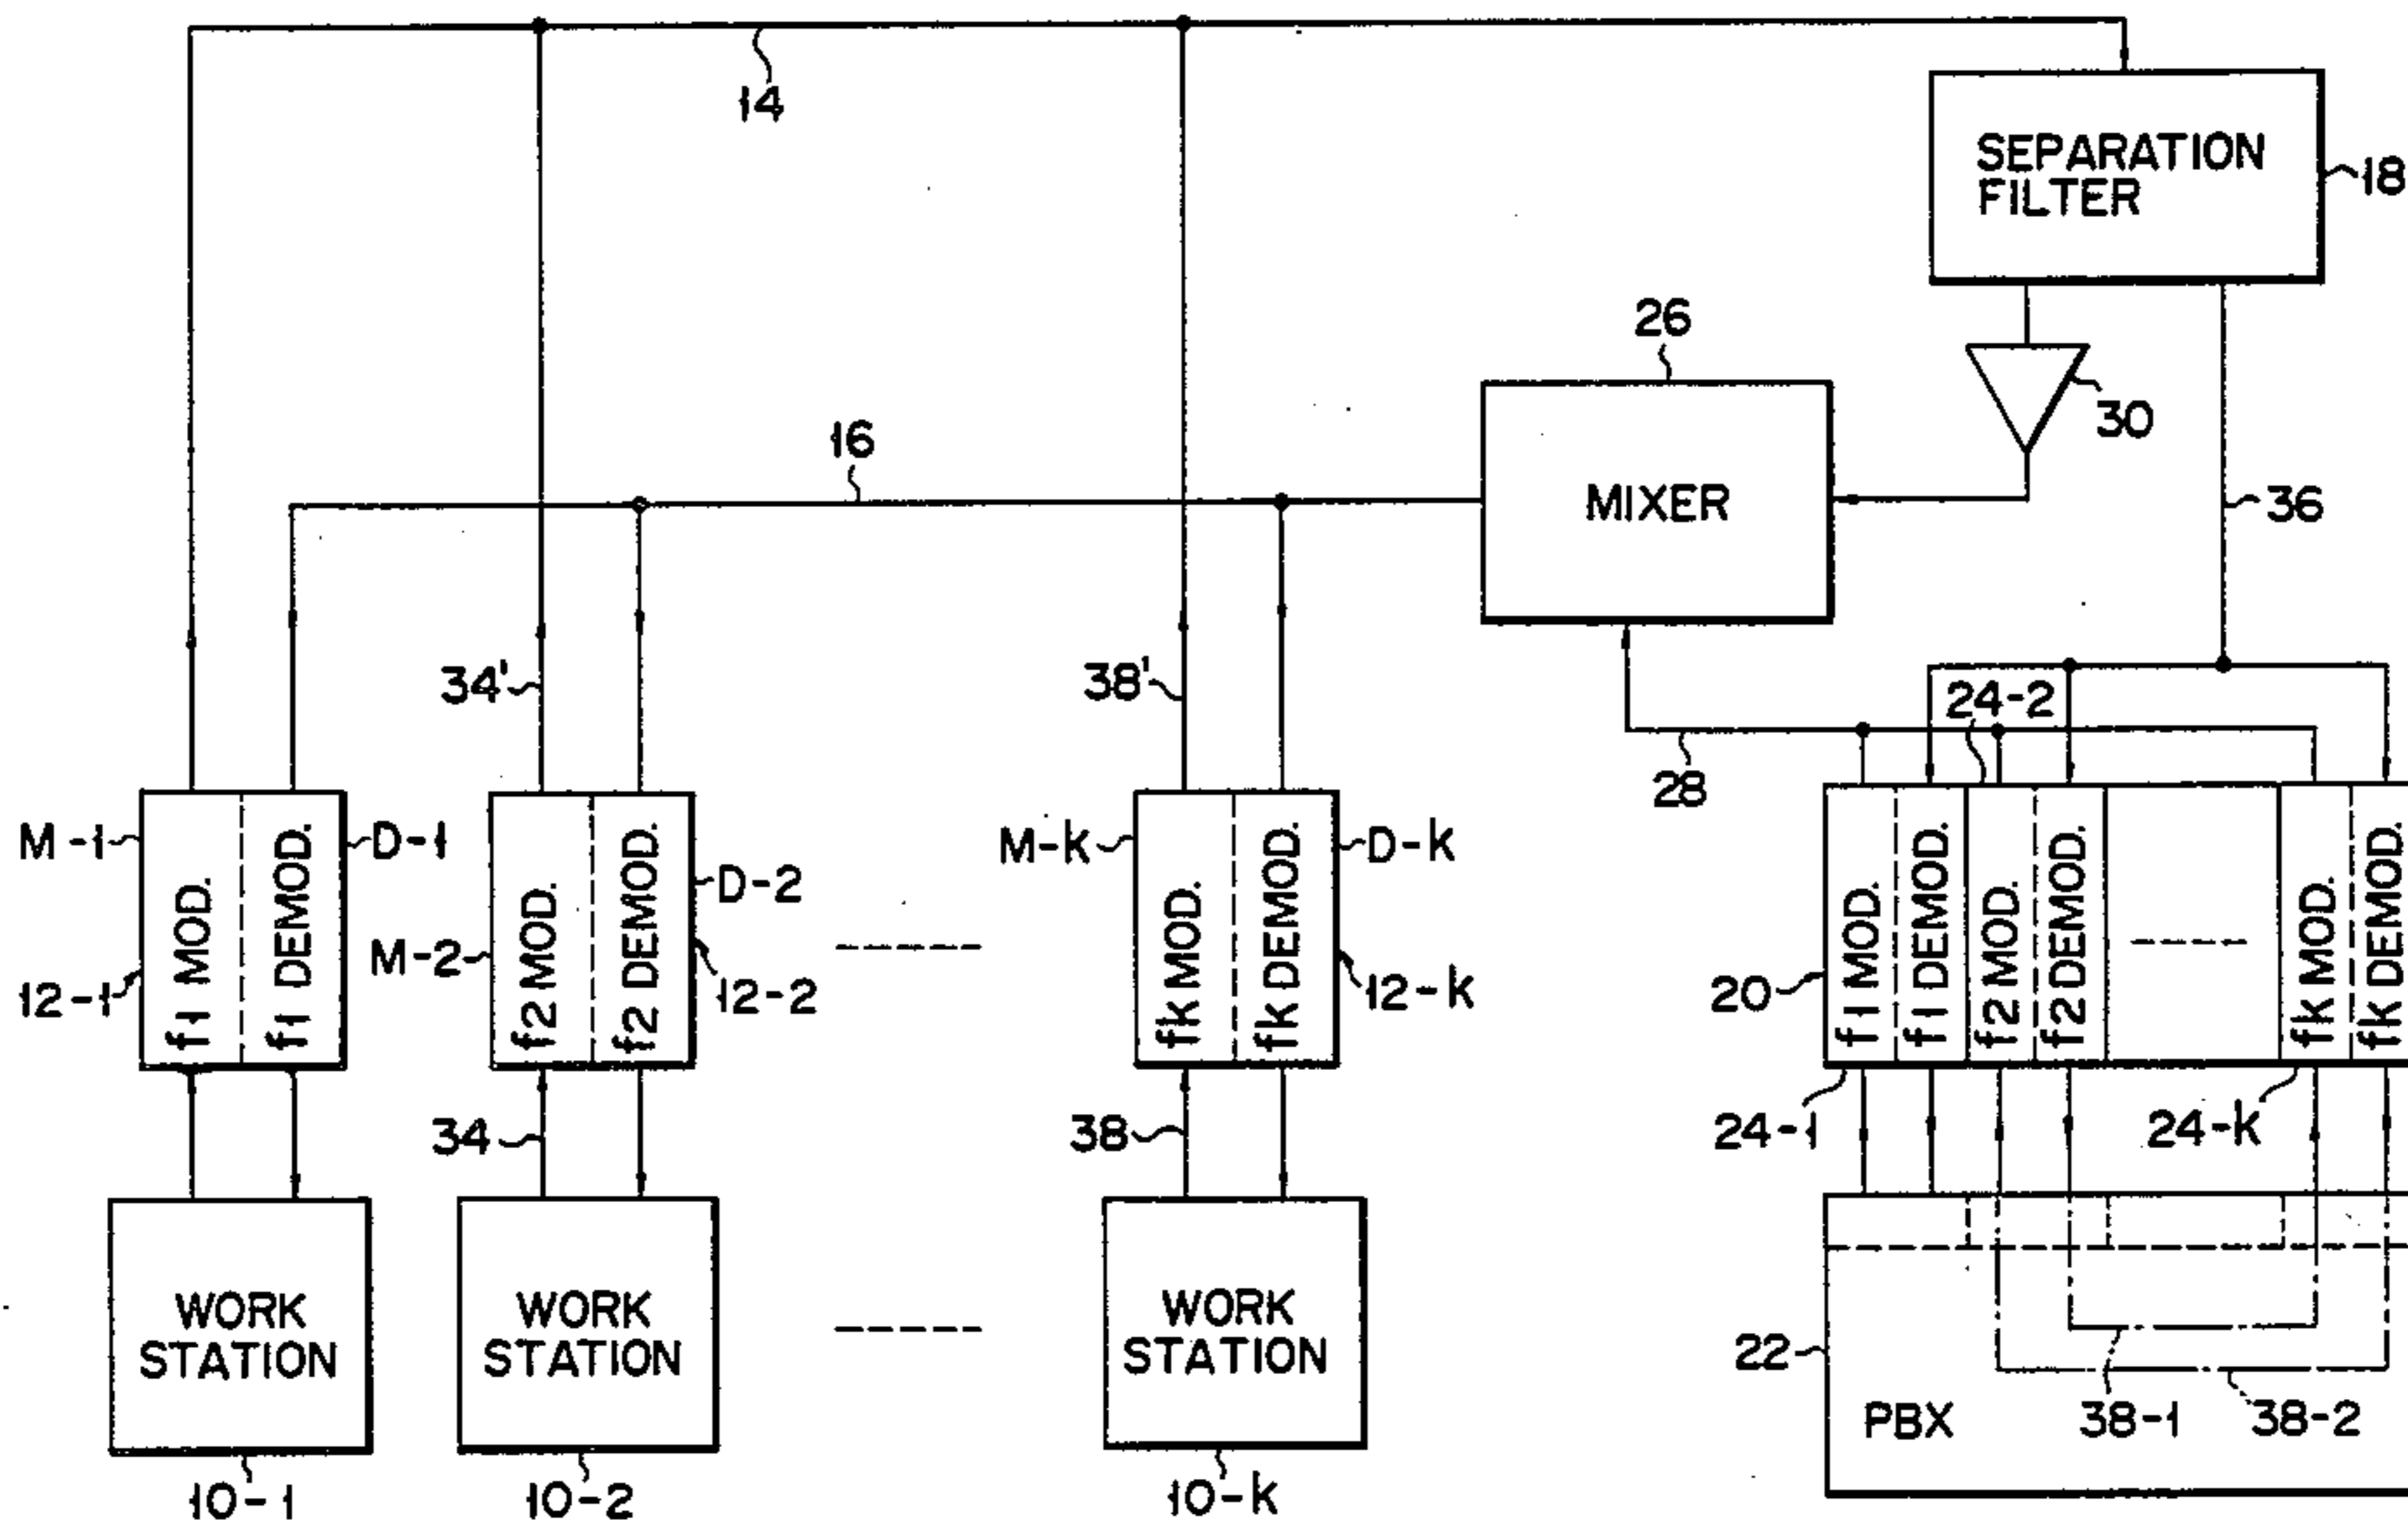 14
SEPARATION
FILTER
18
26
30
16
MIXER
36
34'
38'
24-2
28
M-1
D-1
M-k
D-k
D-2
M-2
f1 MOD.
f1 DEMOD.
f2 MOD.
f2 DEMOD.
fk MOD.
fk DEMOD.
12-1
12-2
12-k
20
f1 MOD.
f1 DEMOD.
f2 MOD.
f2 DEMOD.
fk MOD.
fk DEMOD.
34
38
24-1
24-k
WORK
STATION
WORK
STATION
WORK
STATION
22
PBX
38-1
38-2
10-1
10-2
10-k